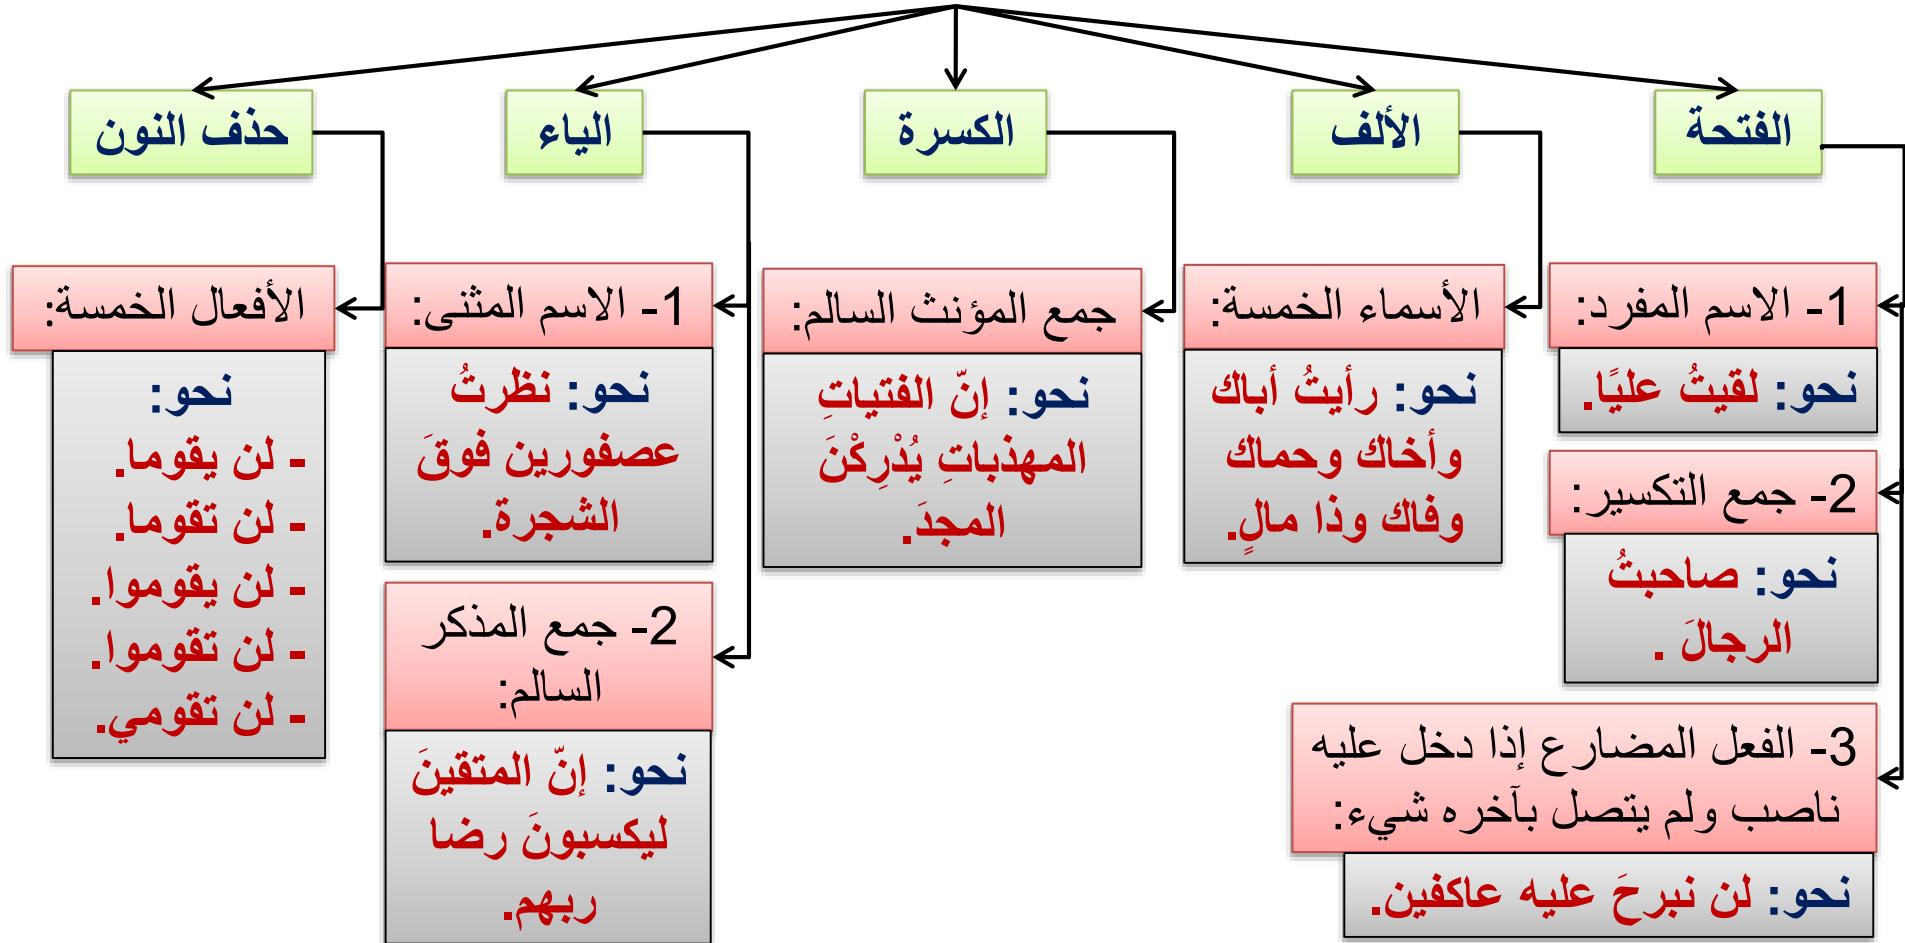 الفتحة
الألف
الكسرة
الياء
حذف النون
1- الاسم المفرد:
نحو: لقيتُ عليًا.
2- جمع التكسير:
نحو: صاحبتُ
الرجالَ .
3- الفعل المضارع إذا دخل عليه
ناصب ولم يتصل بآخره شيء:
نحو: لن نبرحَ عليه عاكفين.
الأسماء الخمسة:
نحو: رأيتُ أباك
وأخاك وحماك
وفاك وذا مالٍ.
جمع المؤنث السالم:
نحو: إنّ الفتياتِ
المهذباتِ يُدْرِكْنَ
المجدَ.
1- الاسم المثنى:
نحو: نظرتُ
عصفورين فوقَ
الشجرة.
2- جمع المذكر
السالم:
نحو: إنّ المتقينَ
ليكسبونَ رضا
ربهم.
الأفعال الخمسة:
نحو:
- لن يقوما.
- لن تقوما.
- لن يقوموا.
- لن تقوموا.
- لن تقومي.